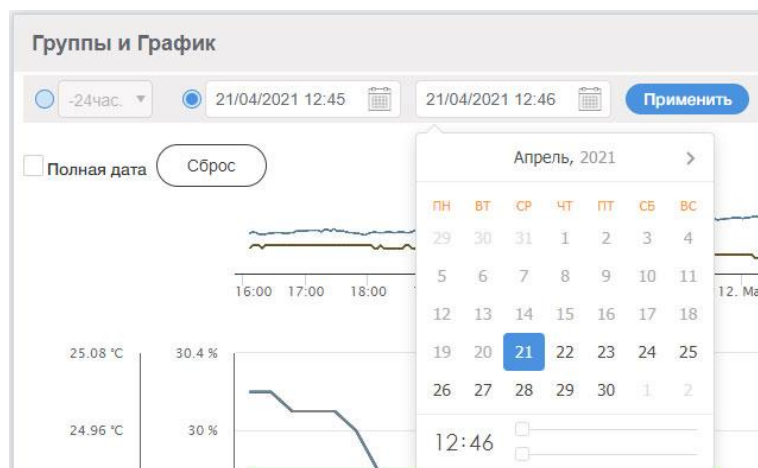 Группы и График
-24час. 21/04/2021 12:45 21/04/2021 12:46 Применить
Полная дата Сброс
Апрель, 2021
ПН ВТ СР ЧТ ПТ СБ ВС
29 30 31 1 2 3 4
5 6 7 8 9 10 11
12 13 14 15 16 17 18
19 20 21 22 23 24 25
26 27 28 29 30 1 2
12:46
16:00 17:00 18:00 12.
25.08 °C 30.4 %
24.96 °C 30 %